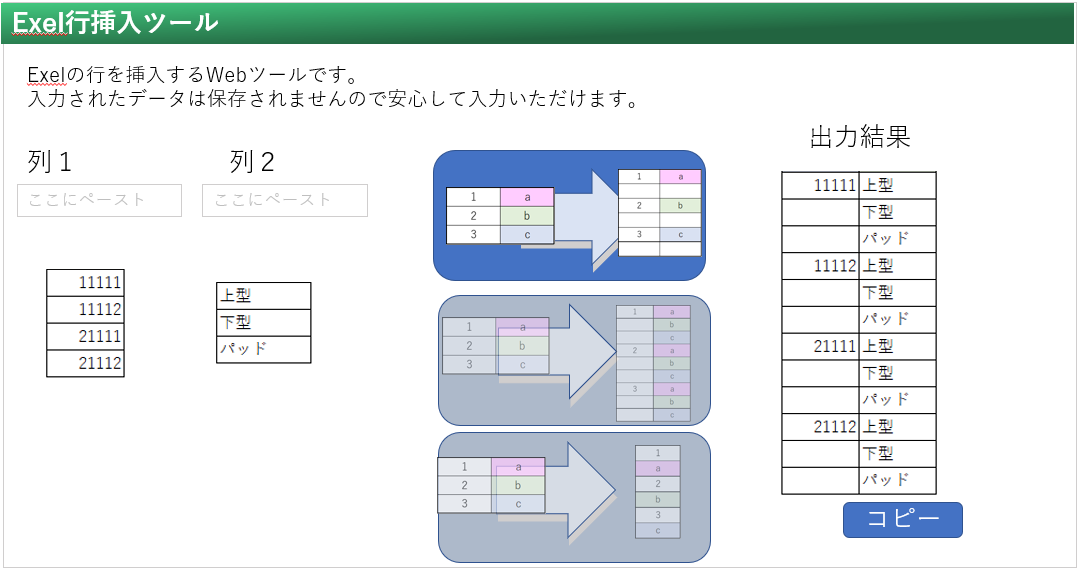 Exel行挿入ツール
Exelの行を挿入するWebツールです。
入力されたデータは保存されませんので安心して入力いただけます。
列１
ここにペースト
11111
11112
21111
21112
列２
ここにペースト
上型
下型
パッド
1 a
2 b
3 c
1 a
2 b
3 c
1 a
2 b
3 c
1 a
b
c
2 a
b
c
3 a
b
c
1 a
2 b
3 c
1
a
2
b
3
c
出力結果
11111 上型
下型
パッド
11112 上型
下型
パッド
21111 上型
下型
パッド
21112 上型
下型
パッド
コピー